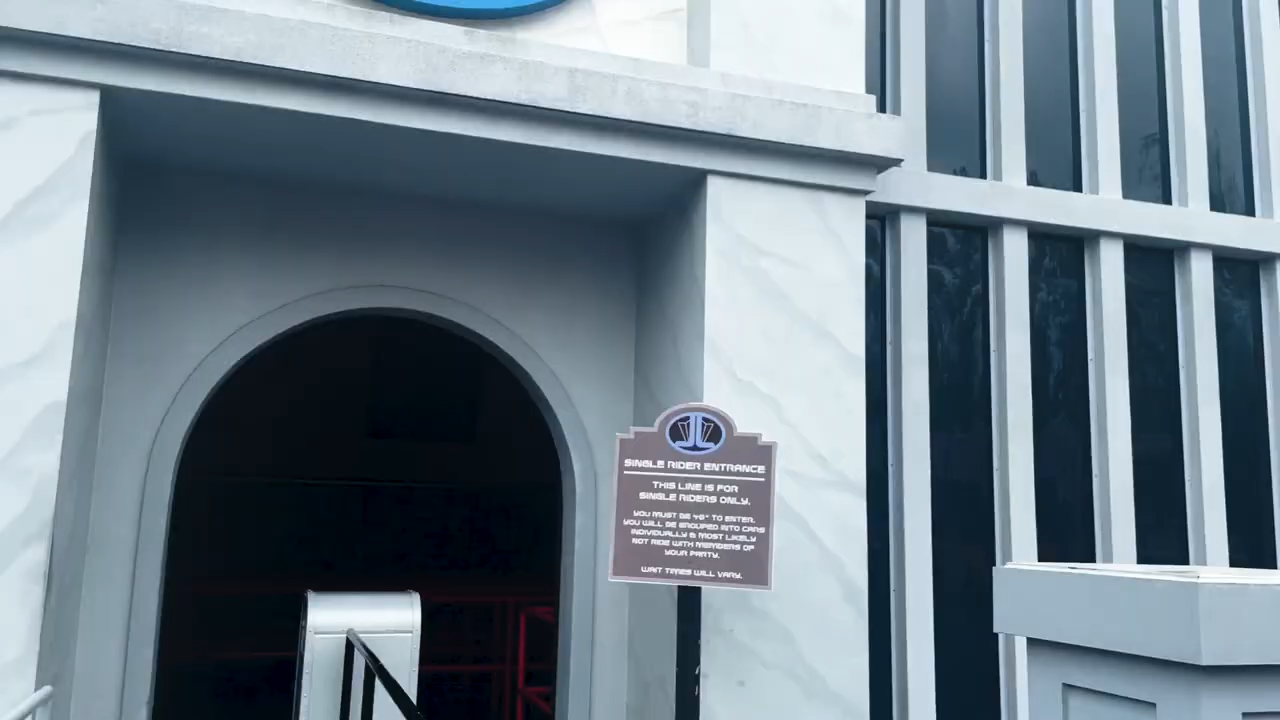 JL
SINGLE RIDER ENTRANCE
THIS LINE IS FOR
SINGLE RIDERS ONLY.
YOU MUST BE 48" TO ENTER.
YOU WILL BE GROUPED INTO CARS
INDIVIDUALLY & MOST LIKELY
NOT RIDE WITH MEMBERS OF
YOUR PARTY.
WAIT TIMES WILL VARY.